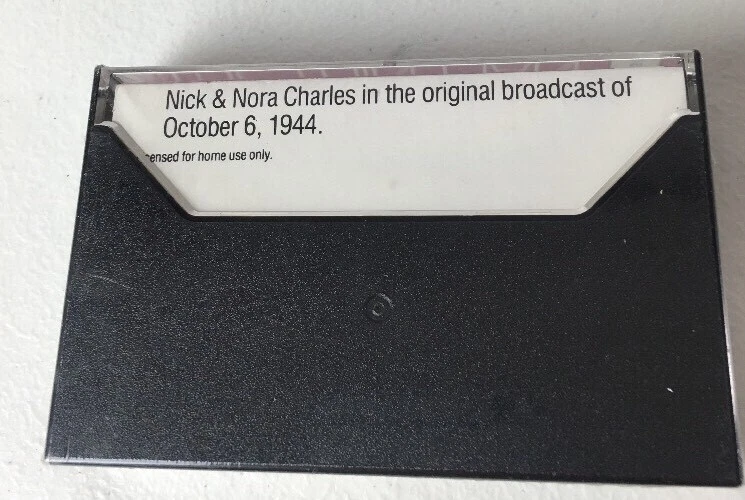 Nick & Nora Charles in the original broadcast of
October 6, 1944.
ensed for home use only.